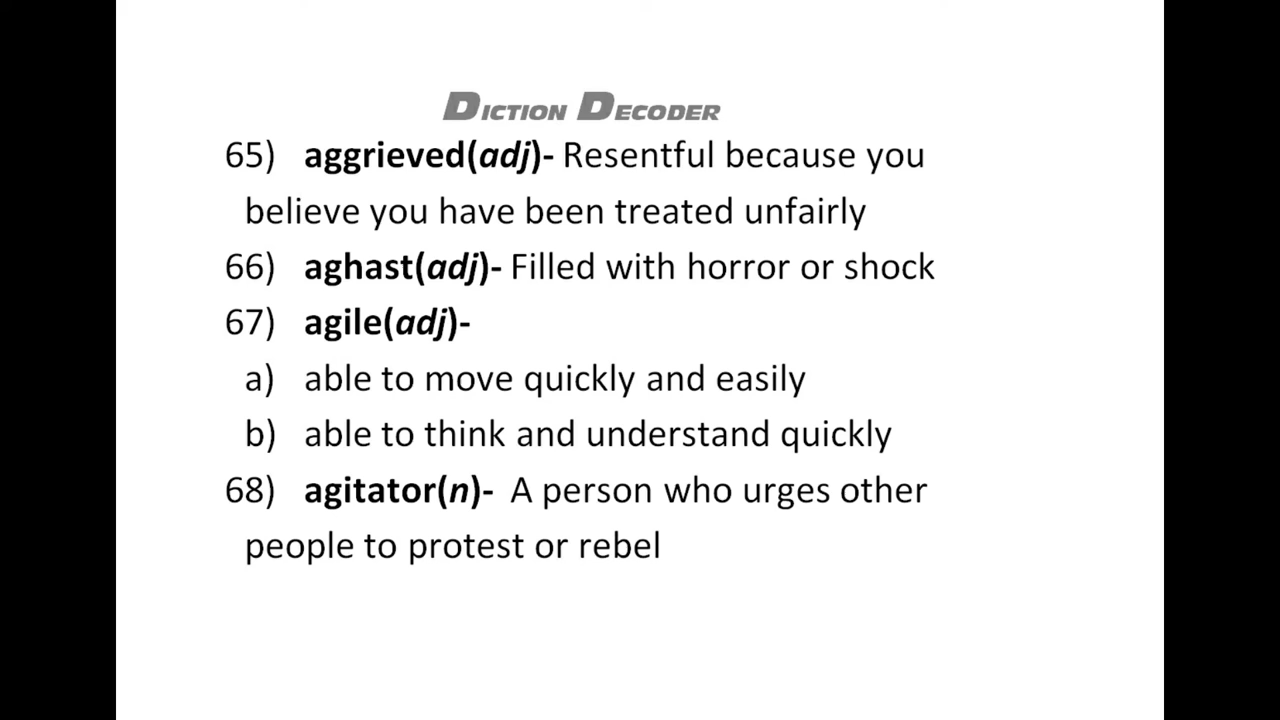 DICTION DECODER
65) aggrieved(adj)- Resentful because you
believe you have been treated unfairly
66) aghast(adj)- Filled with horror or shock
67) agile(adj)-
a) able to move quickly and easily
b) able to think and understand quickly
68) agitator(n)- A person who urges other
people to protest or rebel